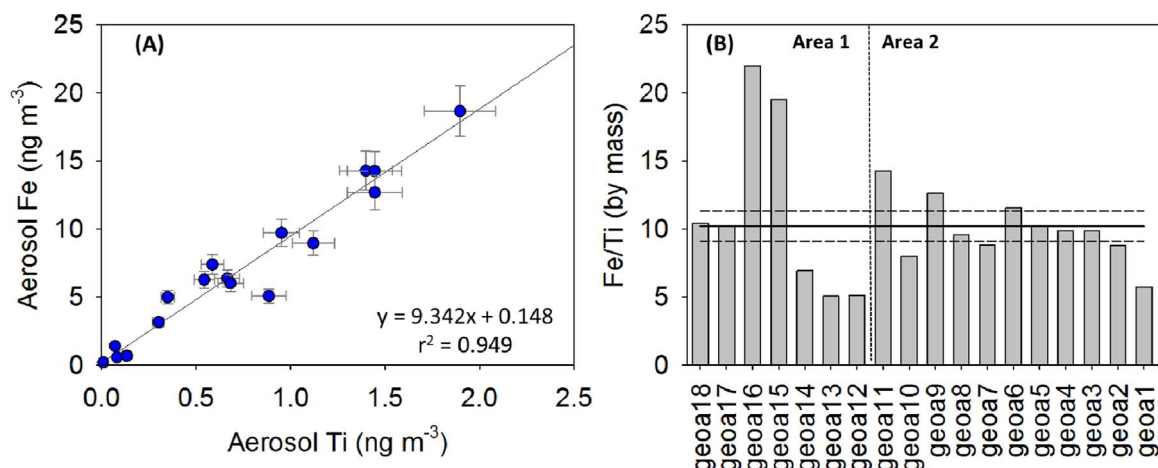 (A)
25
20
15
10
5
0
Aerosol Fe (ng m⁻³)
y = 9.342x + 0.148
r² = 0.949
0.0 0.5 1.0 1.5 2.0 2.5
Aerosol Ti (ng m⁻³)
(B) Area 1 Area 2
25
20
15
10
5
0
Fe/Ti (by mass)
geoa18 geoa17 geoa16 geoa15 geoa14 geoa13 geoa12 geoa11 geoa10 geoa9 geoa8 geoa7 geoa6 geoa5 geoa4 geoa3 geoa2 geoa1